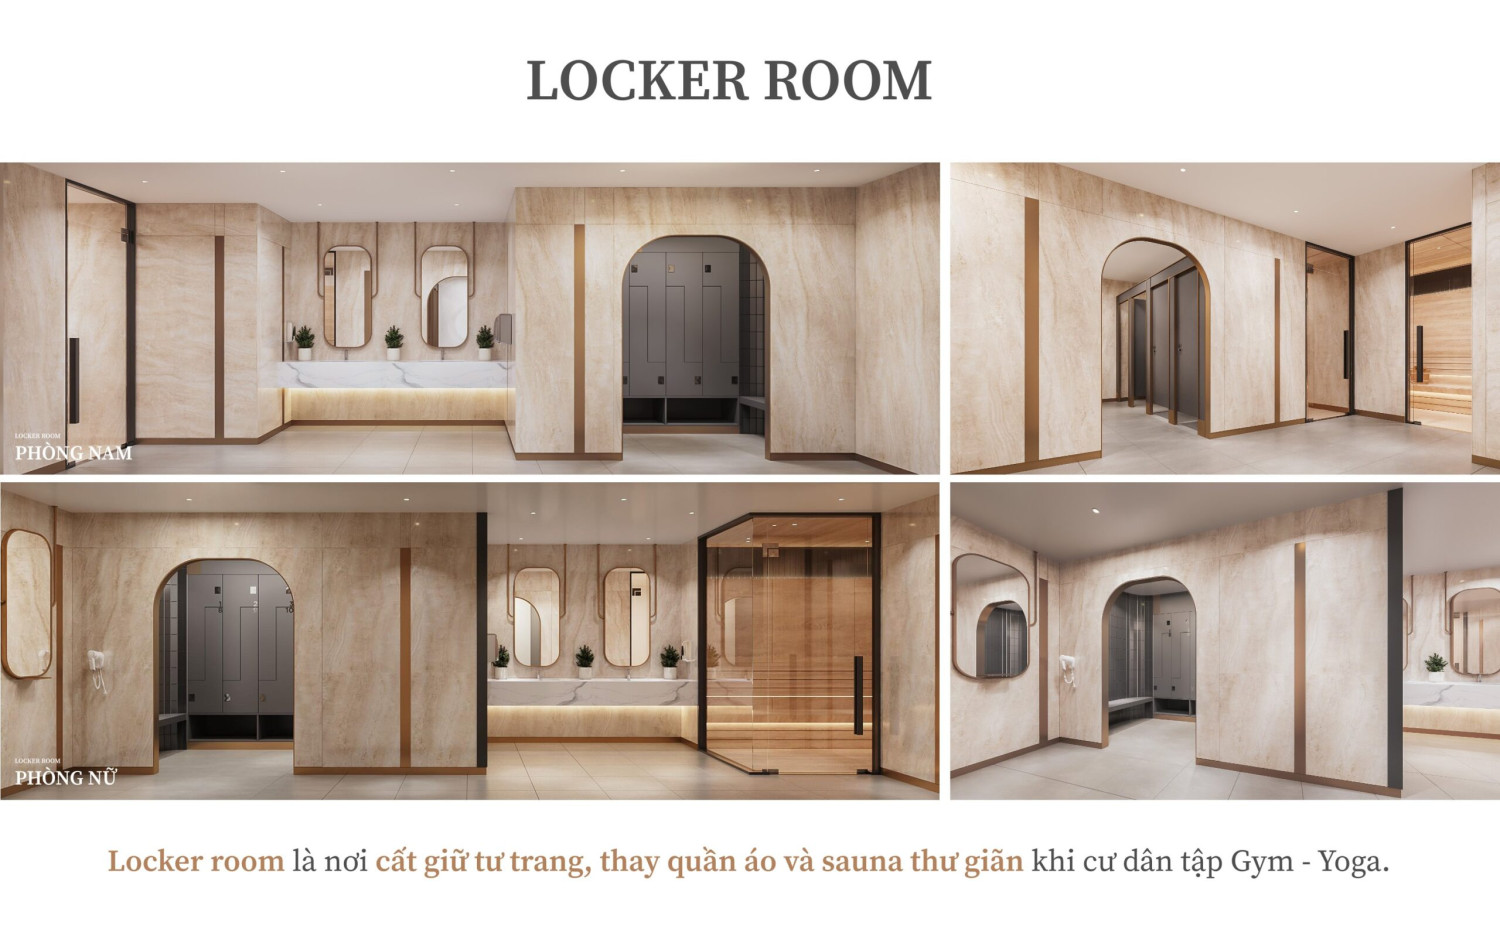 LOCKER ROOM
LOCKER ROOM
PHÒNG NAM
LOCKER ROOM
PHÒNG NỮ
Locker room là nơi cất giữ tư trang, thay quần áo và sauna thư giãn khi cư dân tập Gym - Yoga.